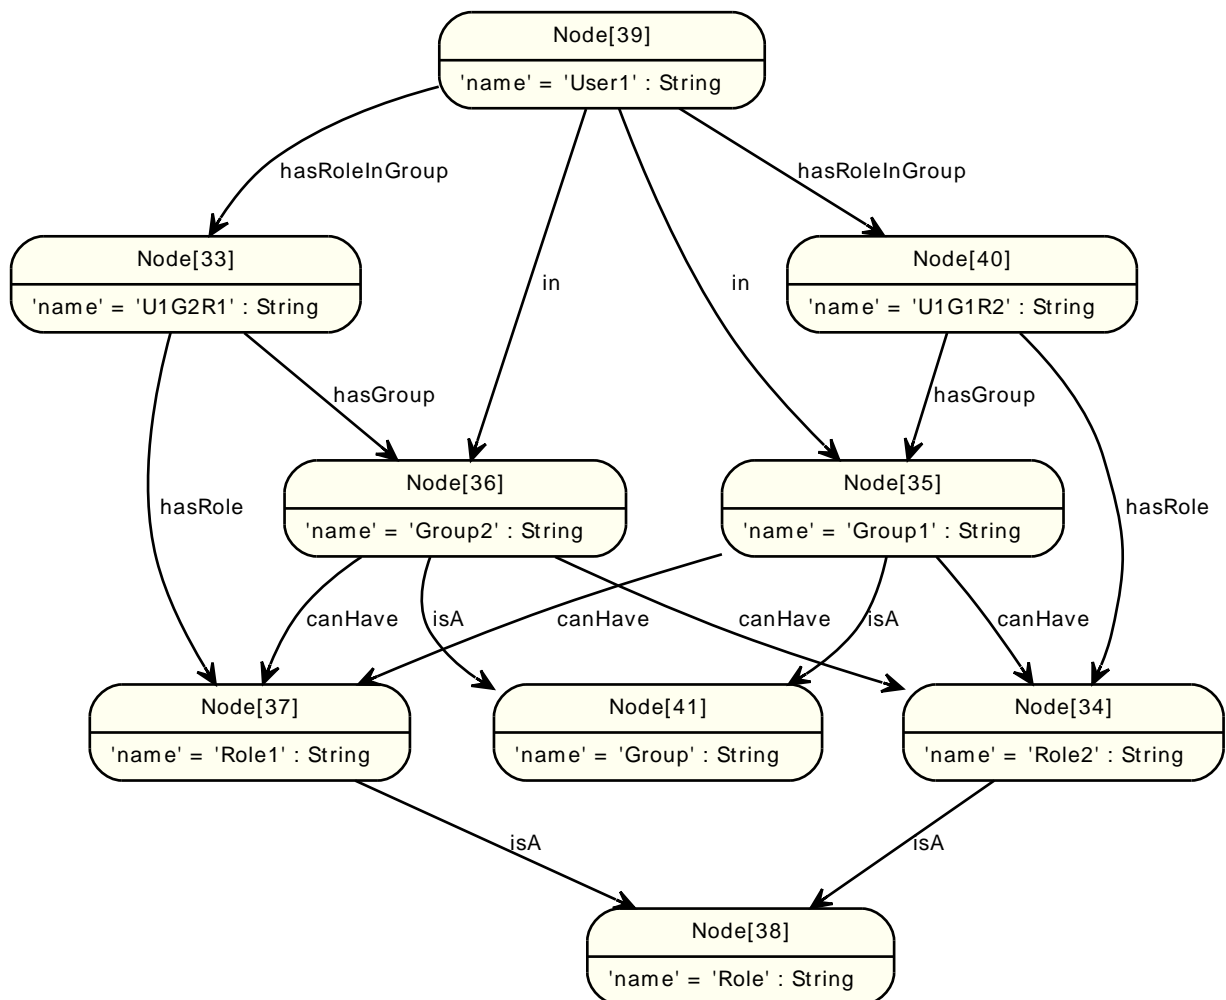 Node[39]
'name' = 'User1' : String
hasRoleInGroup
hasRoleInGroup
Node[33]
'name' = 'U1G2R1' : String
Node[40]
'name' = 'U1G1R2' : String
in
in
hasGroup
hasGroup
Node[36]
'name' = 'Group2' : String
Node[35]
'name' = 'Group1' : String
hasRole
hasRole
canHave
isA
canHave
canHave
isA
canHave
Node[37]
'name' = 'Role1' : String
Node[41]
'name' = 'Group' : String
Node[34]
'name' = 'Role2' : String
isA
isA
Node[38]
'name' = 'Role' : String